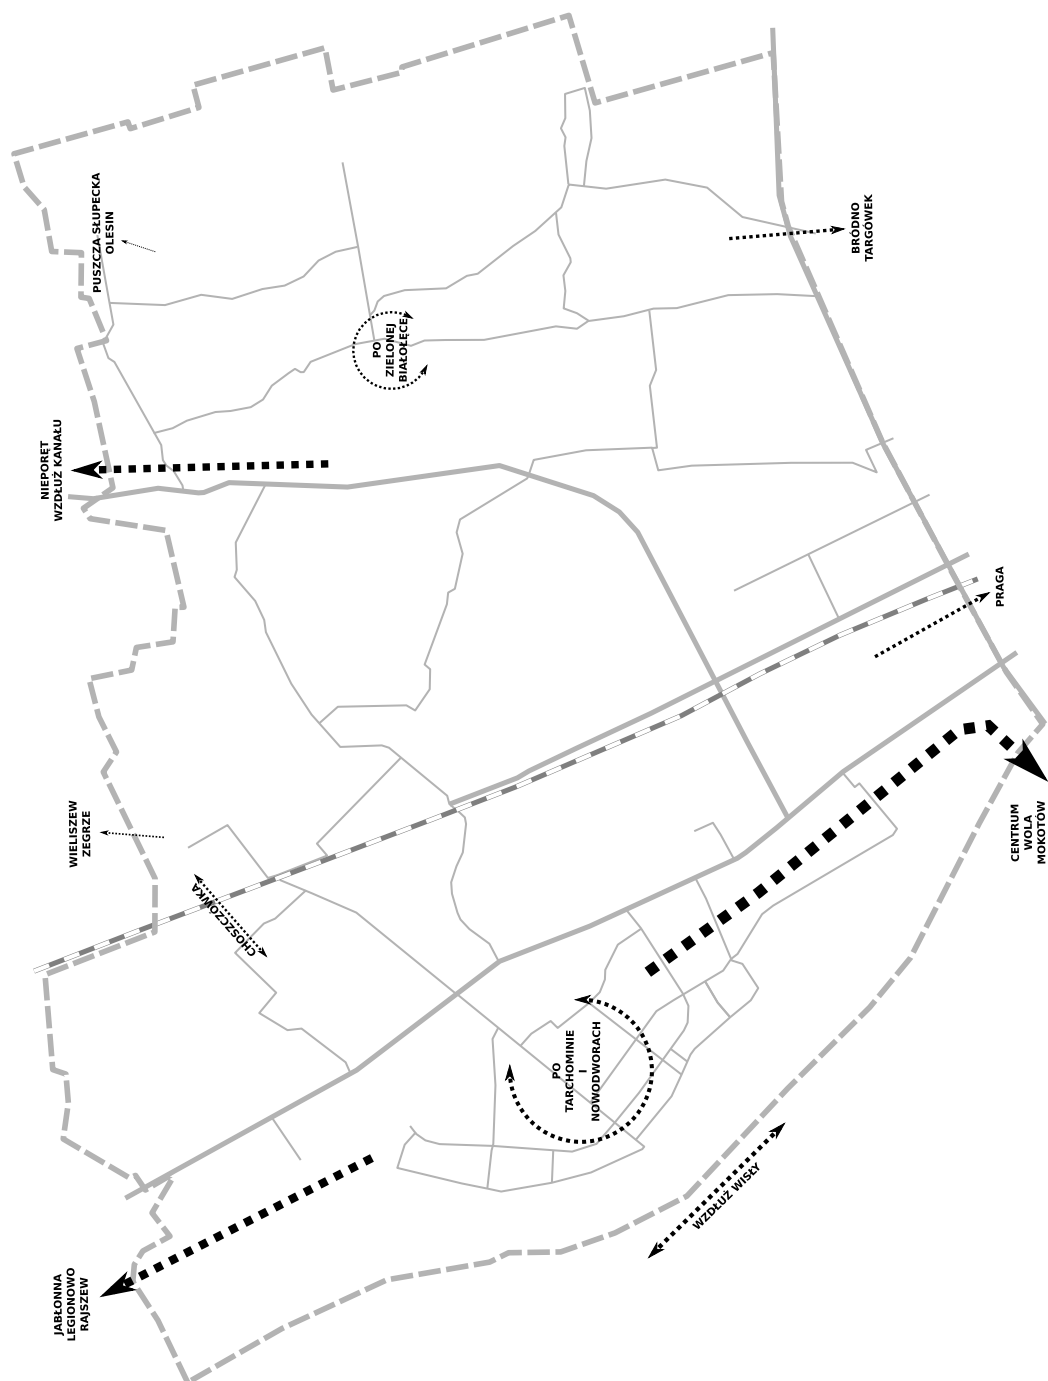 JABŁONNA
LEGIONOWO
RAJSZEW
WIELISZEW
ZEGRZE
NIEPORĘT
WZDŁUŻ KANAŁU
PUSZCZA SŁUPECKA
OLESIN
CHOSZCZÓWKA
PO
ZIELONEJ
BIAŁOŁĘCE
PO
TARCHOMINIE
I
NOWODWORACH
WZDŁUŻ WISŁY
BRÓDNO
TARGÓWEK
PRAGA
CENTRUM
WOLA
MOKOTÓW